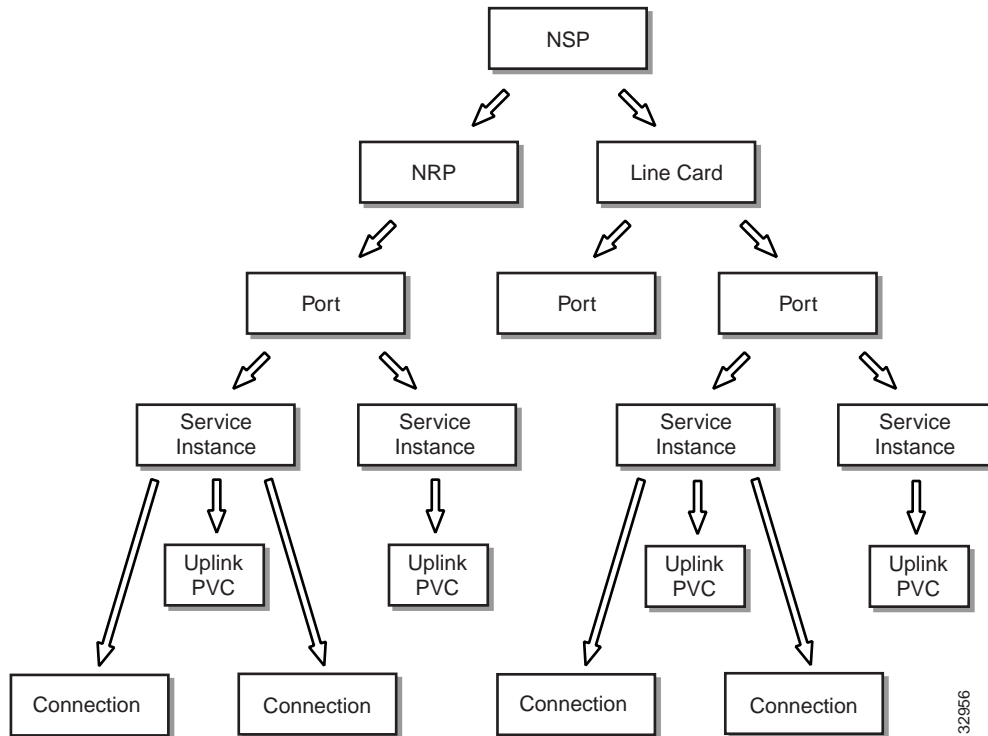 NSP
NRP
Line Card
Port
Port
Port
Service
Instance
Service
Instance
Service
Instance
Service
Instance
Uplink
PVC
Uplink
PVC
Uplink
PVC
Uplink
PVC
Connection
Connection
Connection
Connection
32956